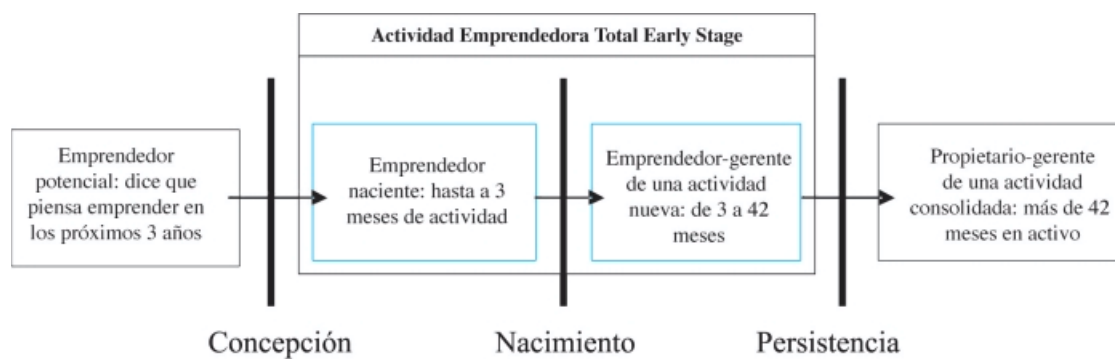 Actividad Emprendedora Total Early Stage
Emprendedor
potencial: dice que
piensa emprender en
los próximos 3 años
Emprendedor
naciente: hasta a 3
meses de actividad
Emprendedor-gerente
de una actividad
nueva: de 3 a 42
meses
Propietario-gerente
de una actividad
consolidada: más de 42
meses en activo
Concepción
Nacimiento
Persistencia